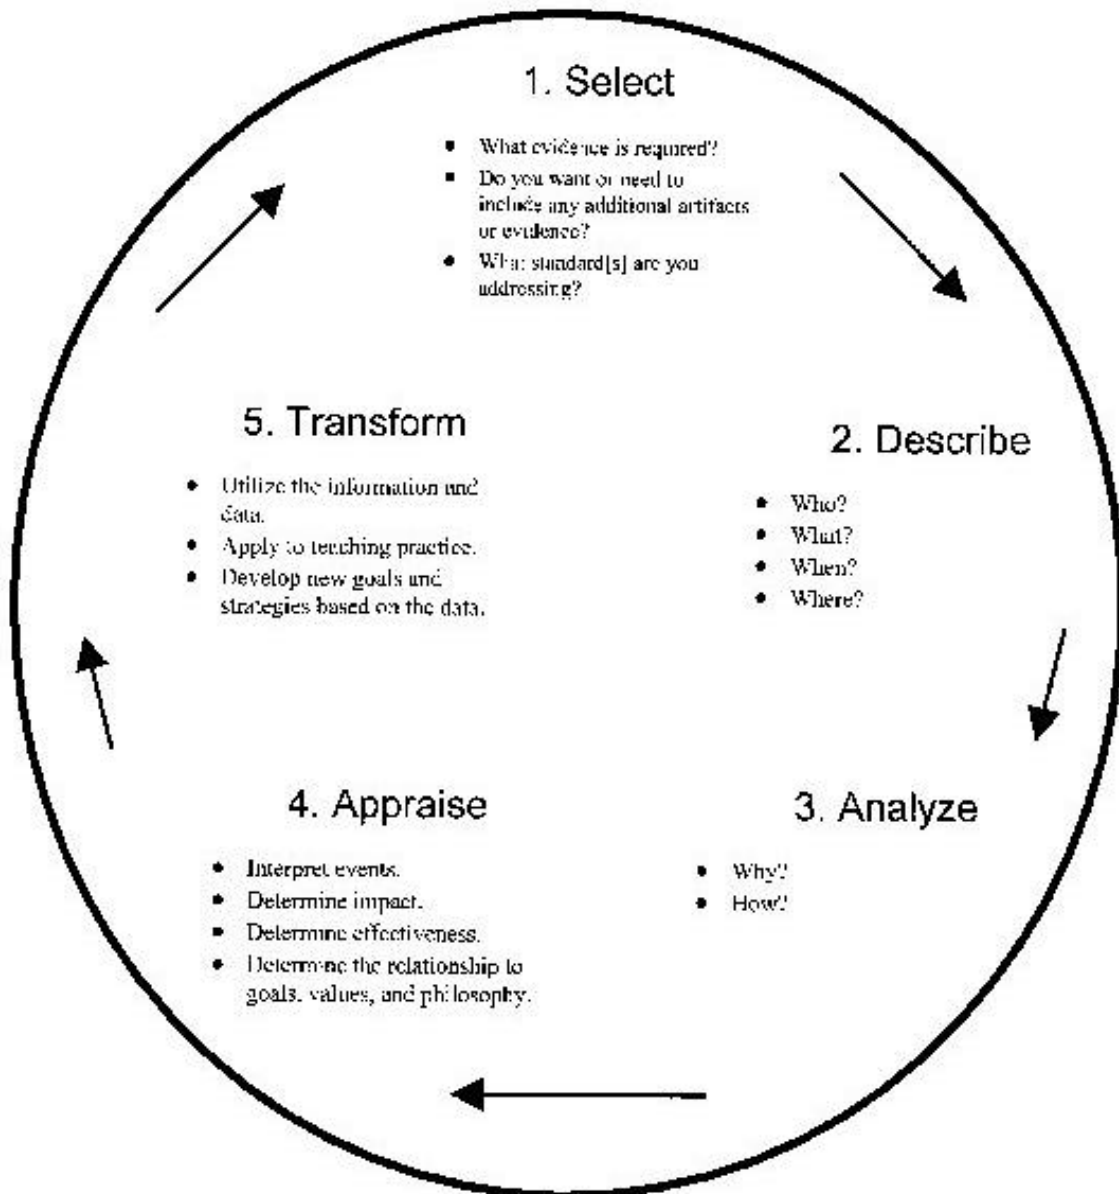 1. Select
• What evidence is required?
• Do you want or need to
include any additional artifacts
or evidence?
• What standard[s] are you
addressing?
2. Describe
• Who?
• What?
• When?
• Where?
3. Analyze
• Why?
• How?
4. Appraise
• Interpret events.
• Determine impact.
• Determine effectiveness.
• Determine the relationship to
goals, values, and philosophy.
5. Transform
• Utilize the information and
data.
• Apply to teaching practice.
• Develop new goals and
strategies based on the data.